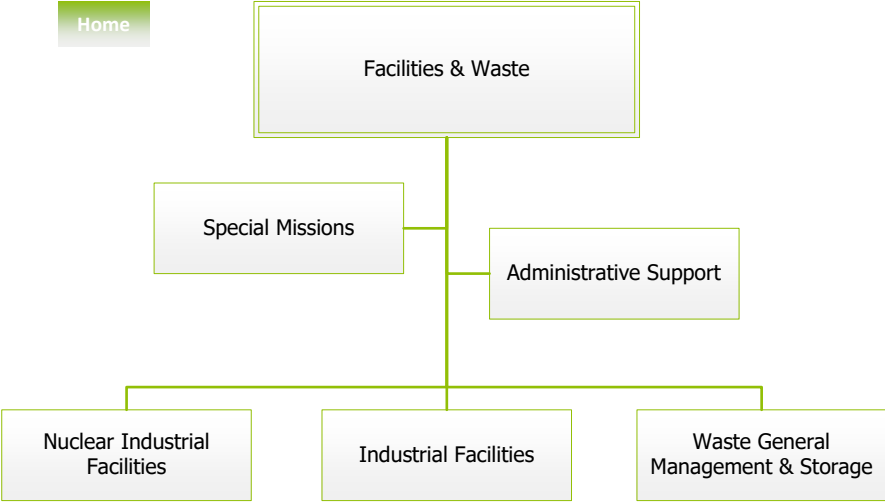 Home
Facilities & Waste
Special Missions
Administrative Support
Nuclear Industrial
Facilities
Industrial Facilities
Waste General
Management & Storage